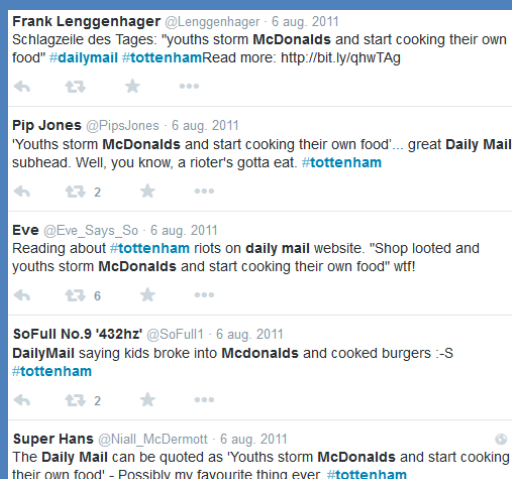 Frank Lenggenhager @Lenggenhager · 6 aug. 2011
Schlagzeile des Tages: "youths storm McDonalds and start cooking their own
food" #dailymail #tottenhamRead more: http://bit.ly/qhwTAg
Pip Jones @PipsJones · 6 aug. 2011
'Youths storm McDonalds and start cooking their own food'... great Daily Mail
subhead. Well, you know, a rioter's gotta eat. #tottenham
2
Eve @Eve_Says_So · 6 aug. 2011
Reading about #tottenham riots on daily mail website. "Shop looted and
youths storm McDonalds and start cooking their own food" wtf!
6
SoFull No.9 '432hz' @SoFull1 · 6 aug. 2011
DailyMail saying kids broke into Mcdonalds and cooked burgers :-S
#tottenham
2
Super Hans @Niall_McDermott · 6 aug. 2011
The Daily Mail can be quoted as 'Youths storm McDonalds and start cooking
their own food' - Possibly my favourite thing ever #tottenham